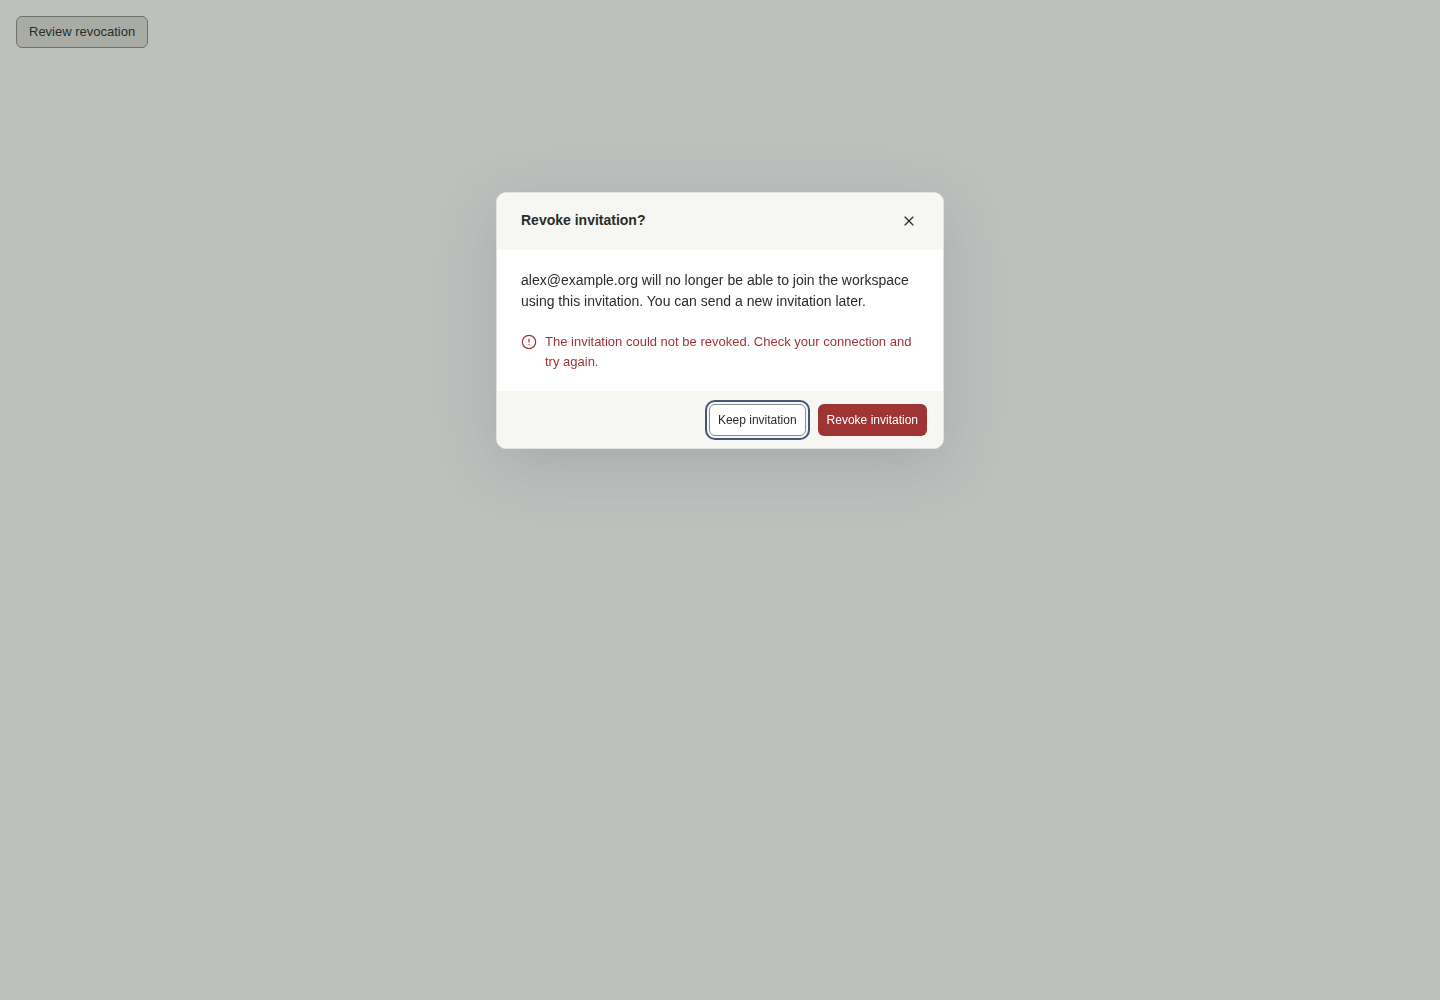 Review revocation
Revoke invitation?
alex@example.org will no longer be able to join the workspace
using this invitation. You can send a new invitation later.
The invitation could not be revoked. Check your connection and
try again.
Keep invitation
Revoke invitation